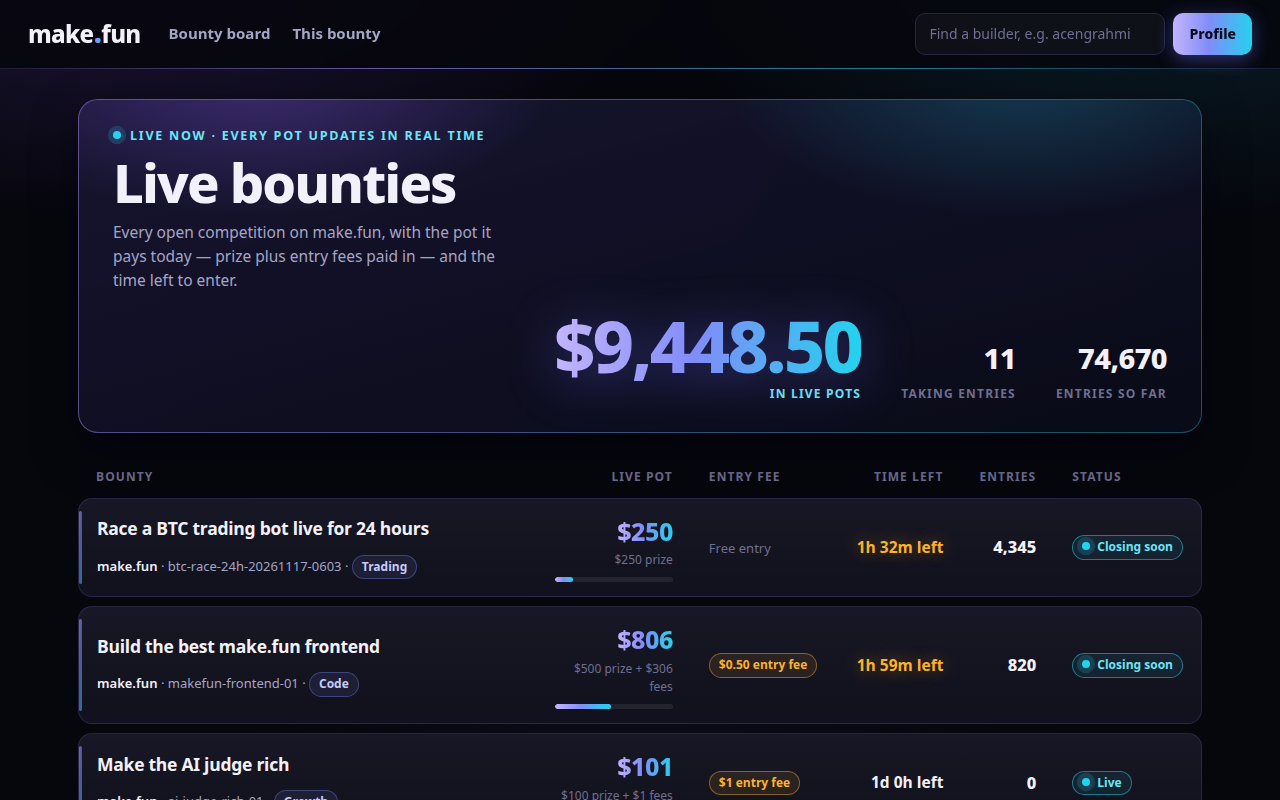 make.fun
Bounty board
This bounty
Find a builder, e.g. acengrahmi
Profile
LIVE NOW · EVERY POT UPDATES IN REAL TIME
Live bounties
Every open competition on make.fun, with the pot it
pays today — prize plus entry fees paid in — and the
time left to enter.
$9,448.50
IN LIVE POTS
11
TAKING ENTRIES
74,670
ENTRIES SO FAR
BOUNTY
LIVE POT
ENTRY FEE
TIME LEFT
ENTRIES
STATUS
Race a BTC trading bot live for 24 hours
make.fun · btc-race-24h-20261117-0603 · Trading
$250
$250 prize
Free entry
1h 32m left
4,345
Closing soon
Build the best make.fun frontend
make.fun · makefun-frontend-01 · Code
$806
$500 prize + $306
fees
$0.50 entry fee
1h 59m left
820
Closing soon
Make the AI judge rich
make.fun · ai-judge-rich-01 · Growth
$101
$100 prize + $1 fees
$1 entry fee
1d 0h left
0
Live